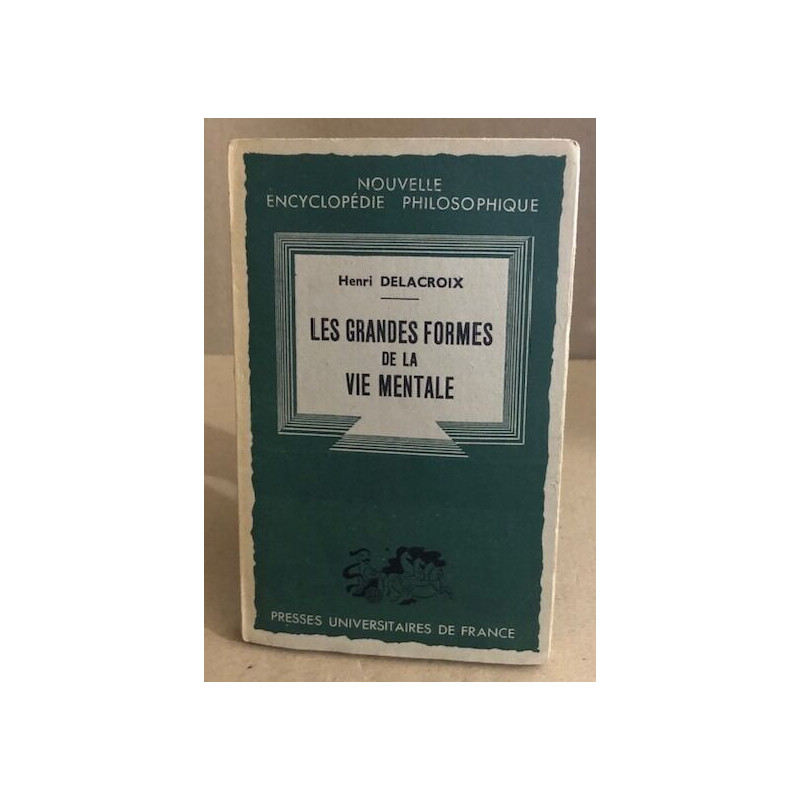 NOUVELLE
ENCYCLOPÉDIE PHILOSOPHIQUE
Henri DELACROIX
LES GRANDES FORMES
DE LA
VIE MENTALE
PRESSES UNIVERSITAIRES DE FRANCE